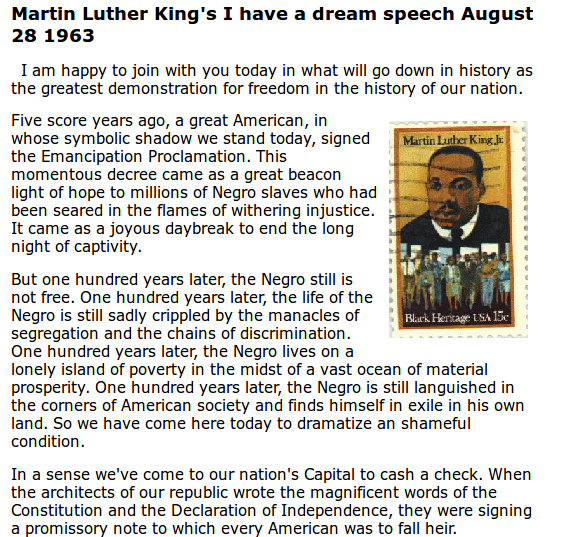 Martin Luther King's I have a dream speech August
28 1963
I am happy to join with you today in what will go down in history as
the greatest demonstration for freedom in the history of our nation.
Five score years ago, a great American, in
whose symbolic shadow we stand today, signed
the Emancipation Proclamation. This
momentous decree came as a great beacon
light of hope to millions of Negro slaves who had
been seared in the flames of withering injustice.
It came as a joyous daybreak to end the long
night of captivity.
Martin Luther King Jr.
Black Heritage USA 15c
But one hundred years later, the Negro still is
not free. One hundred years later, the life of the
Negro is still sadly crippled by the manacles of
segregation and the chains of discrimination.
One hundred years later, the Negro lives on a
lonely island of poverty in the midst of a vast ocean of material
prosperity. One hundred years later, the Negro is still languished in
the corners of American society and finds himself in exile in his own
land. So we have come here today to dramatize an shameful
condition.
In a sense we've come to our nation's Capital to cash a check. When
the architects of our republic wrote the magnificent words of the
Constitution and the Declaration of Independence, they were signing
a promissory note to which every American was to fall heir.